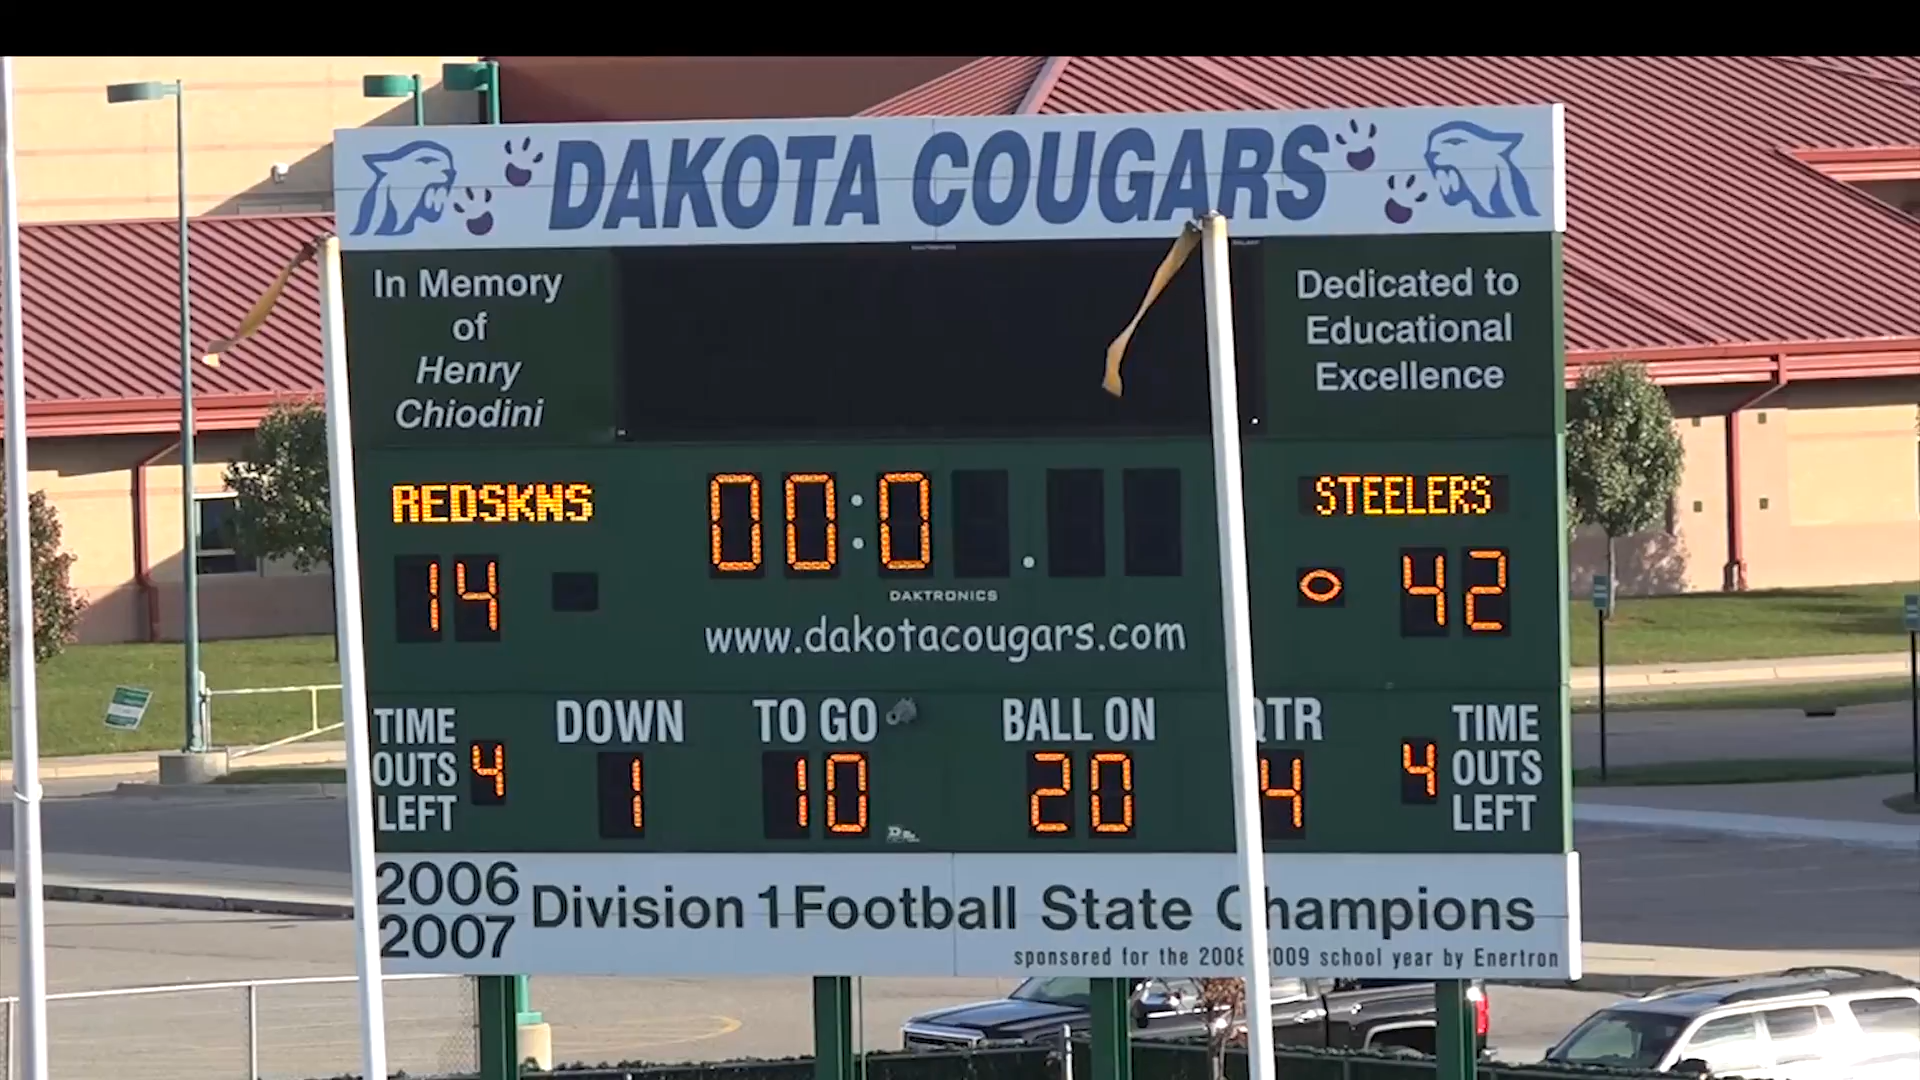 DAKOTA COUGARS
In Memory
of
Henry
Chiodini
Dedicated to
Educational
Excellence
REDSKNS
00:0
STEELERS
14
42
DAKTRONICS
www.dakotacougars.com
TIME
OUTS
LEFT
4
DOWN
1
TO GO
10
BALL ON
20
QTR
4
4
TIME
OUTS
LEFT
2006
2007
Division 1 Football State Champions
sponsored for the 2008 2009 school year by Enertron